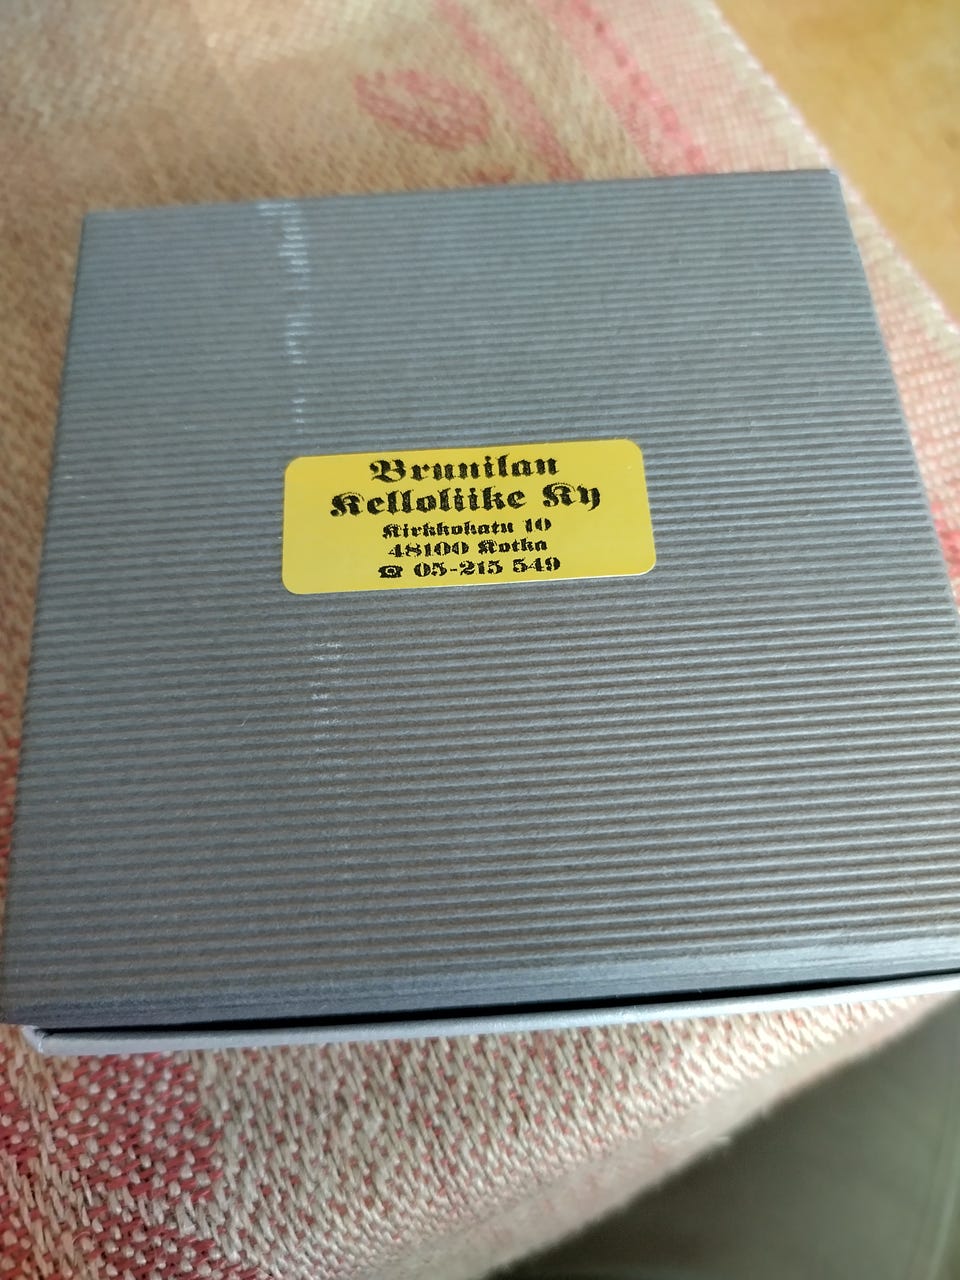 Brunilan
Kelloliike Ky
Kirkkokatu 10
48100 Kotka
☎ 05-215 549